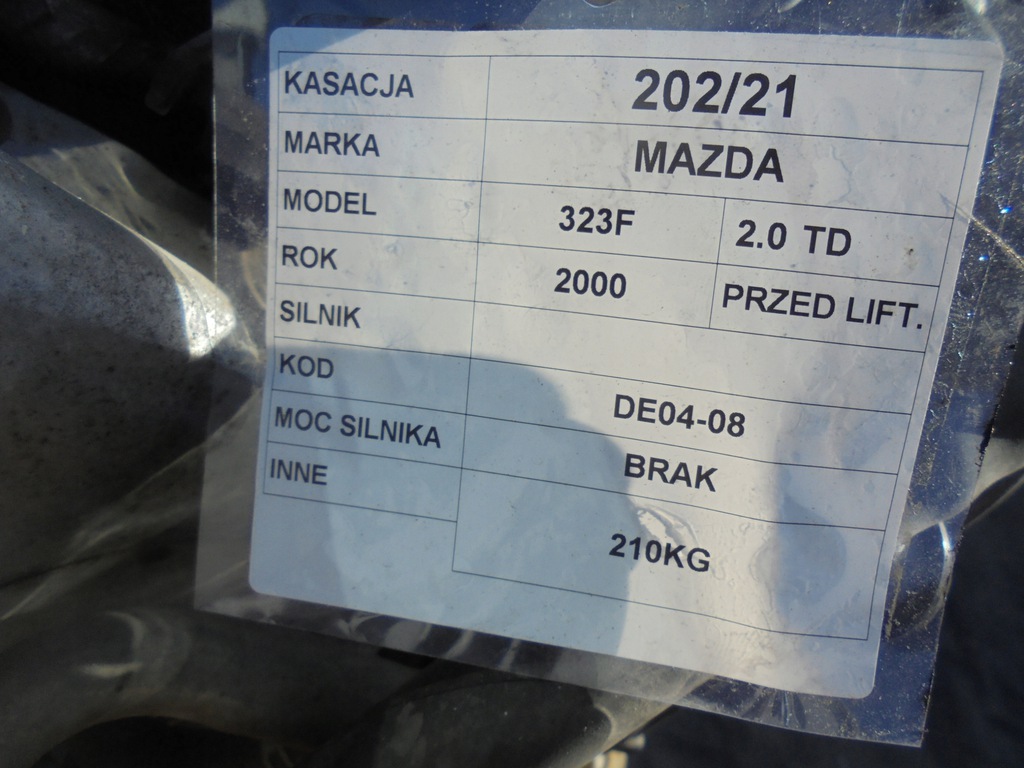 KASACJA 202/21
MARKA MAZDA
MODEL 323F 2.0 TD
ROK 2000 PRZED LIFT.
SILNIK
KOD DE04-08
MOC SILNIKA BRAK
INNE 210KG